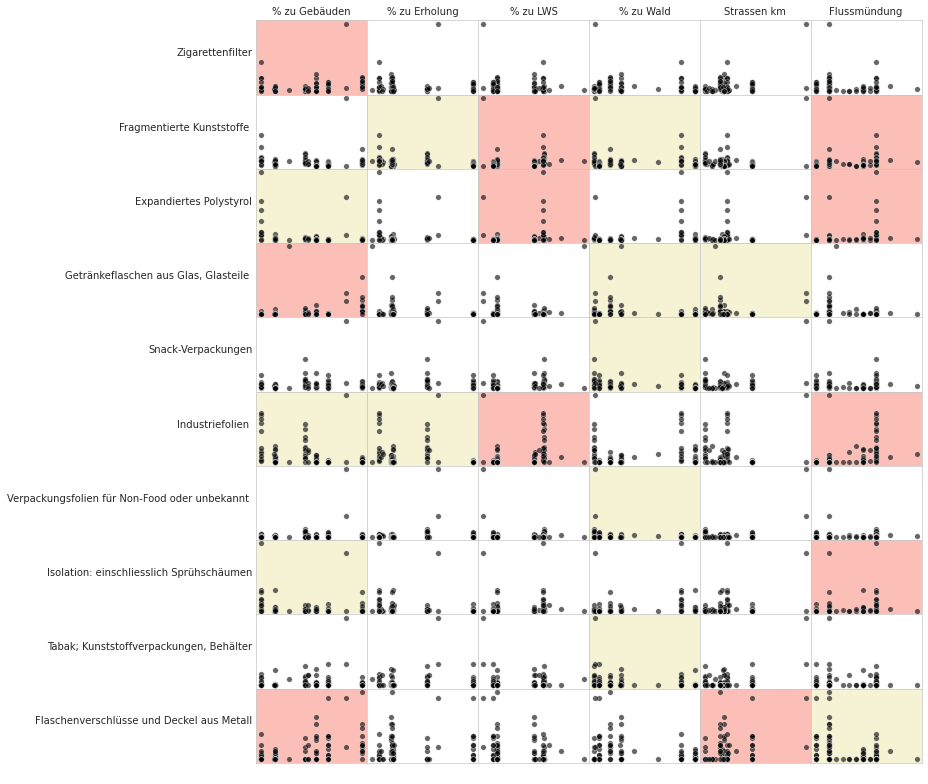 % zu Gebäuden % zu Erholung % zu LWS % zu Wald Strassen km Flussmündung
Zigarettenfilter
Fragmentierte Kunststoffe
Expandiertes Polystyrol
Getränkeflaschen aus Glas, Glasteile
Snack-Verpackungen
Industriefolien
Verpackungsfolien für Non-Food oder unbekannt
Isolation: einschliesslich Sprühschäumen
Tabak; Kunststoffverpackungen, Behälter
Flaschenverschlüsse und Deckel aus Metall